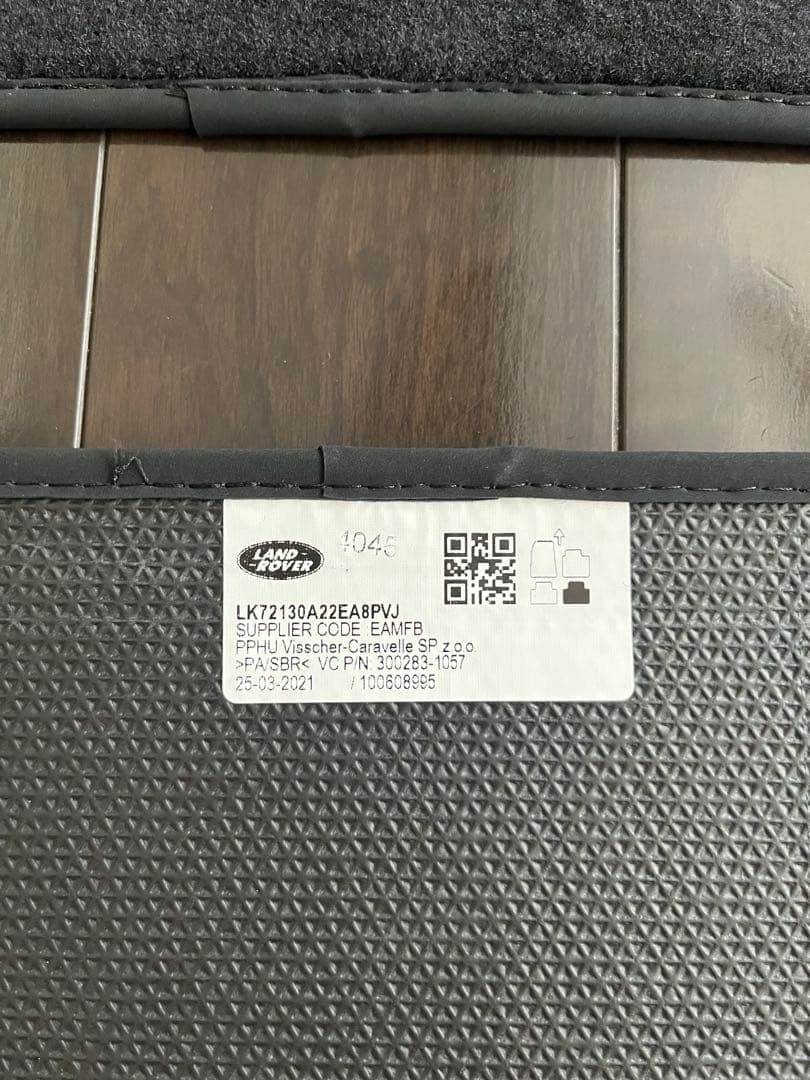 LAND-
-ROVER
4045
LK72130A22EA8PVJ
SUPPLIER CODE :EAMFB
PPHU Visscher-Caravelle SP z.o.o.
>PA/SBR< VC P/N: 300283-1057
25-03-2021 / 100608995